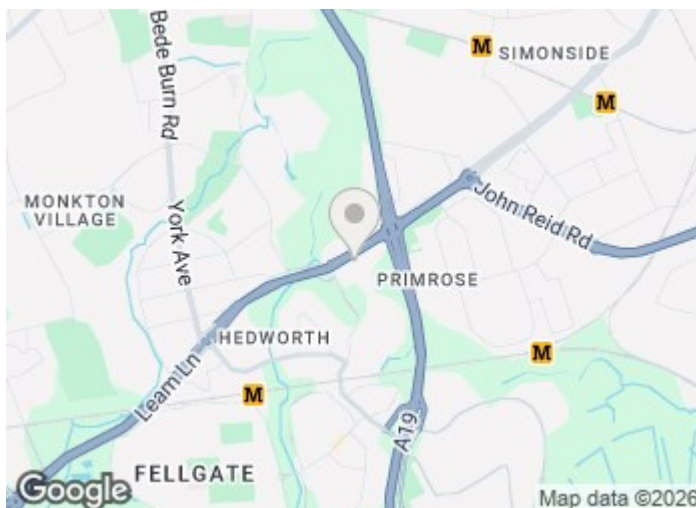 Bede Burn Rd
M
SIMONSIDE
M
MONKTON
VILLAGE
York Ave
John Reid Rd
PRIMROSE
HEDWORTH
M
Leam Ln
M
A19
FELLGATE
Google
Map data ©2026